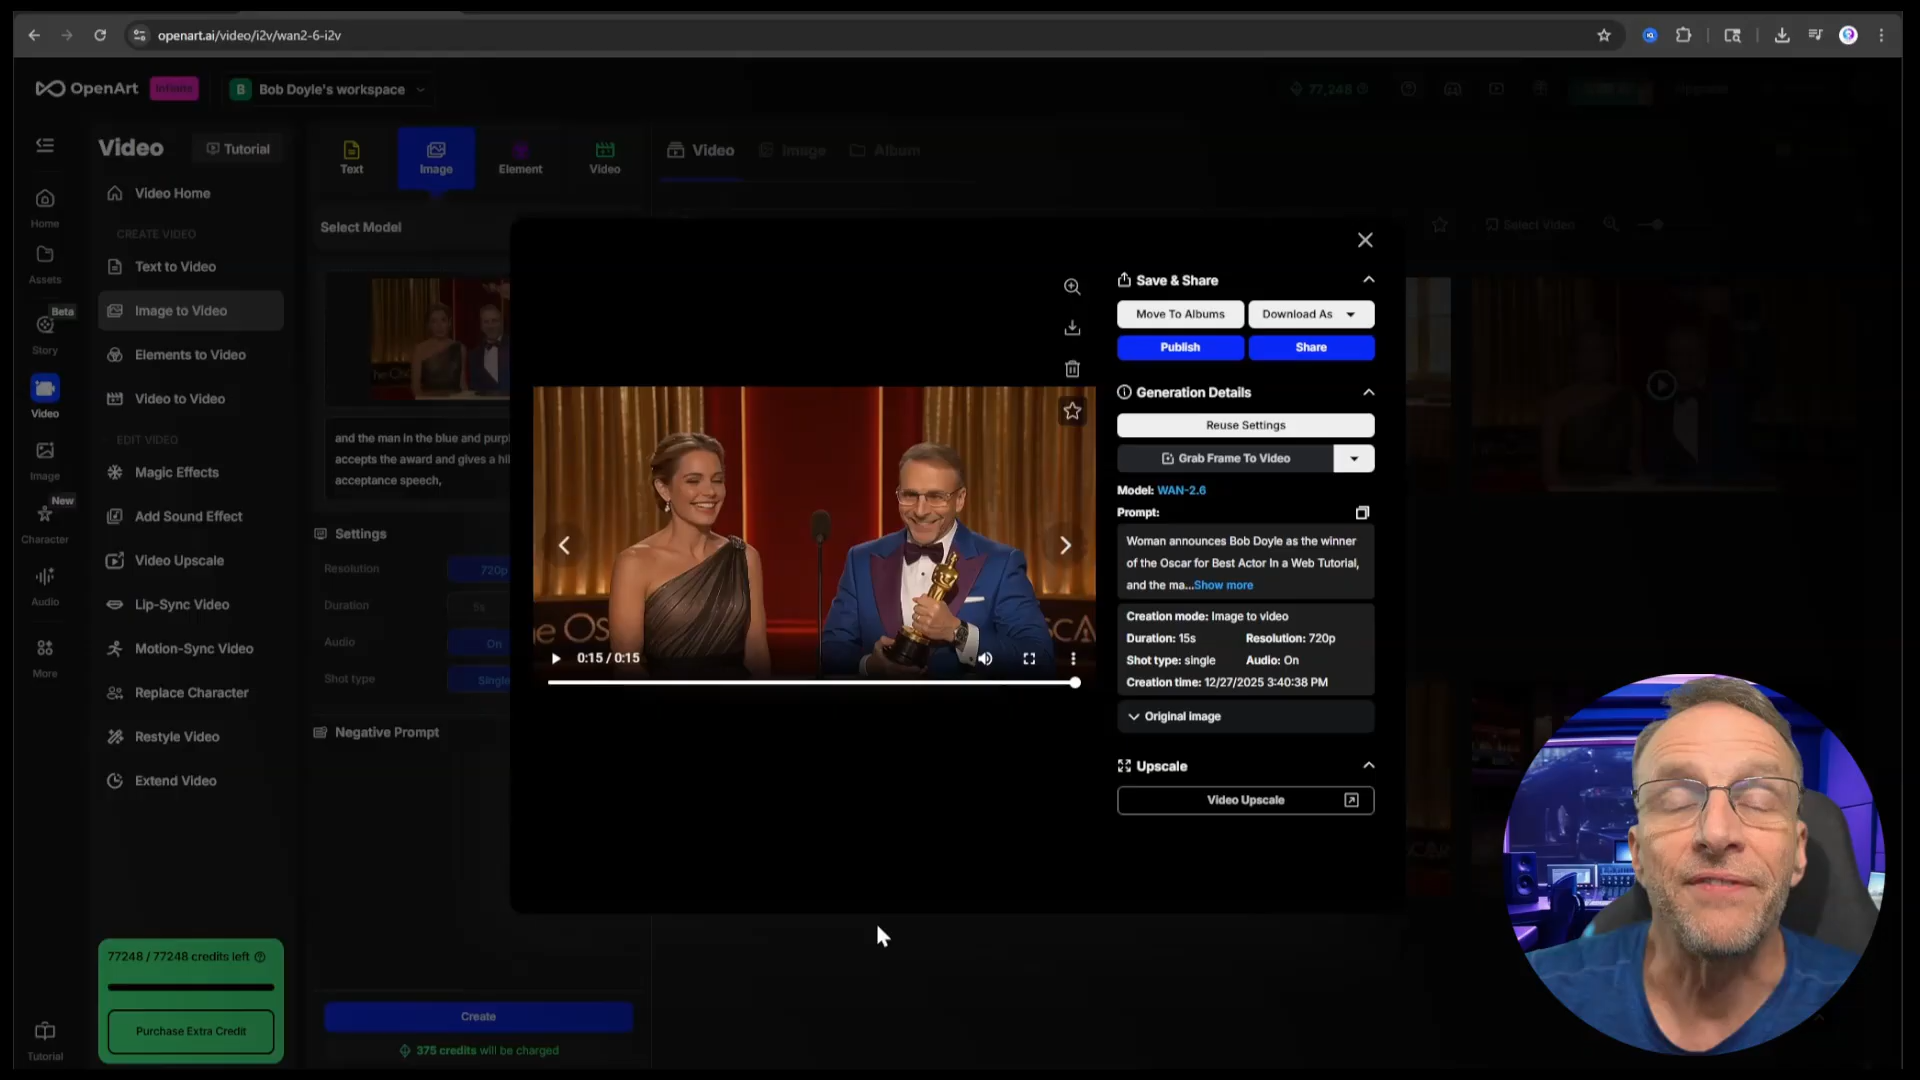 openart.ai/video/i2v/wan2-6-i2v
OpenArt
Infinite
B
Bob Doyle's workspace
77,248
Video
Tutorial
Home
Assets
Beta
Story
Video
Image
New
Character
Audio
More
Tutorial
Video Home
CREATE VIDEO
Text to Video
Image to Video
Elements to Video
Video to Video
EDIT VIDEO
Magic Effects
Add Sound Effect
Video Upscale
Lip-Sync Video
Motion-Sync Video
Replace Character
Restyle Video
Extend Video
77248 / 77248 credits left
Purchase Extra Credit
Text
Image
Element
Video
Select Model
and the man in the blue and purp
accepts the award and gives a hil
acceptance speech,
Settings
Resolution
720p
Duration
5s
Audio
On
Shot type
Single
Negative Prompt
Create
375 credits will be charged
Video
Image
Album
Select Video
0:15 / 0:15
Save & Share
Move To Albums
Download As
Publish
Share
Generation Details
Reuse Settings
Grab Frame To Video
Model: WAN-2.6
Prompt:
Woman announces Bob Doyle as the winner
of the Oscar for Best Actor In a Web Tutorial,
and the ma...Show more
Creation mode: Image to video
Duration: 15s Resolution: 720p
Shot type: single Audio: On
Creation time: 12/27/2025 3:40:38 PM
Original image
Upscale
Video Upscale